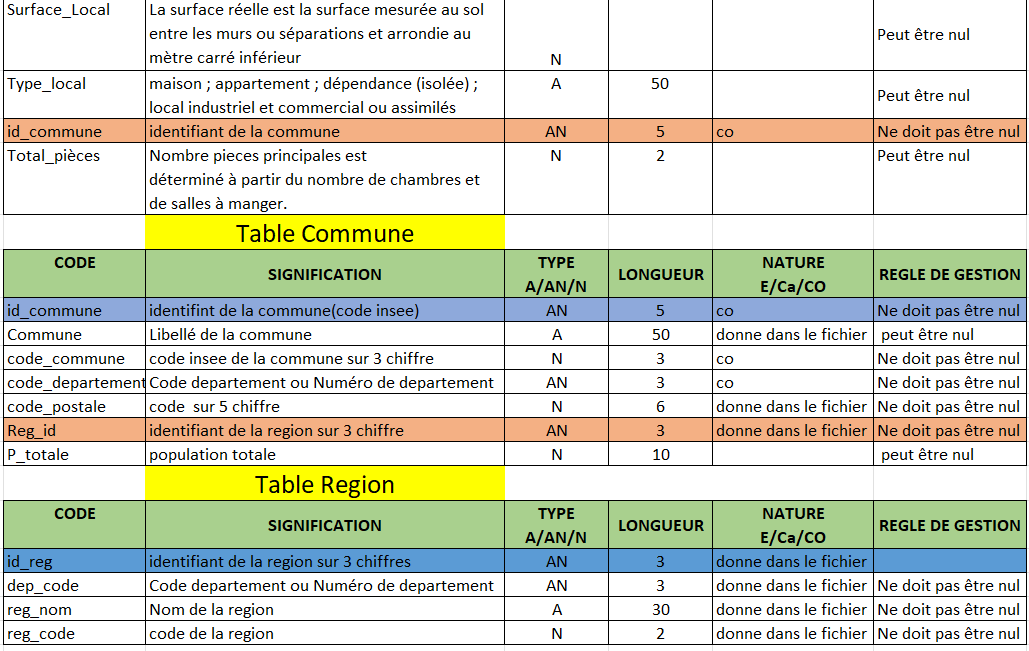 Surface_Local La surface réelle est la surface mesurée au sol
entre les murs ou séparations et arrondie au
mètre carré inférieur N Peut être nul
Type_local maison ; appartement ; dépendance (isolée) ; A 50
local industriel et commercial ou assimilés Peut être nul
id_commune identifiant de la commune AN 5 co Ne doit pas être nul
Total_pièces Nombre pieces principales est N 2 Peut être nul
déterminé à partir du nombre de chambres et
de salles à manger.
Table Commune
CODE SIGNIFICATION TYPE LONGUEUR NATURE REGLE DE GESTION
A/AN/N E/Ca/CO
id_commune identifint de la commune(code insee) AN 5 co Ne doit pas être nul
Commune Libellé de la commune A 50 donne dans le fichier peut être nul
code_commune code insee de la commune sur 3 chiffre N 3 co Ne doit pas être nul
code_departement Code departement ou Numéro de departement AN 3 co Ne doit pas être nul
code_postale code sur 5 chiffre N 6 donne dans le fichier Ne doit pas être nul
Reg_id identifiant de la region sur 3 chiffre AN 3 donne dans le fichier Ne doit pas être nul
P_totale population totale N 10 peut être nul
Table Region
CODE SIGNIFICATION TYPE LONGUEUR NATURE REGLE DE GESTION
A/AN/N E/Ca/CO
id_reg identifiant de la region sur 3 chiffres AN 3 donne dans le fichier
dep_code Code departement ou Numéro de departement AN 3 donne dans le fichier Ne doit pas être nul
reg_nom Nom de la region A 30 donne dans le fichier Ne doit pas être nul
reg_code code de la region N 2 donne dans le fichier Ne doit pas être nul